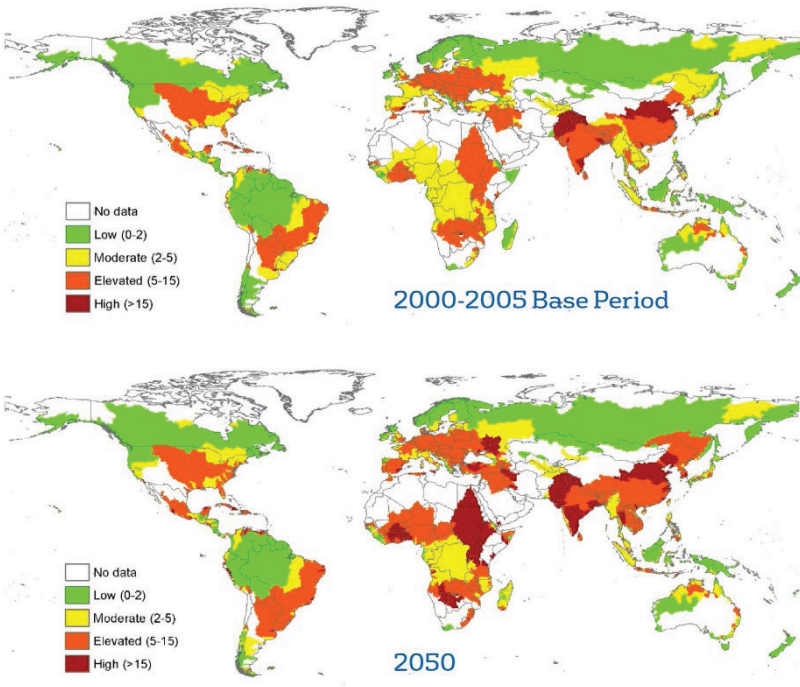 No data
Low (0-2)
Moderate (2-5)
Elevated (5-15)
High (>15)
2000-2005 Base Period
No data
Low (0-2)
Moderate (2-5)
Elevated (5-15)
High (>15)
2050